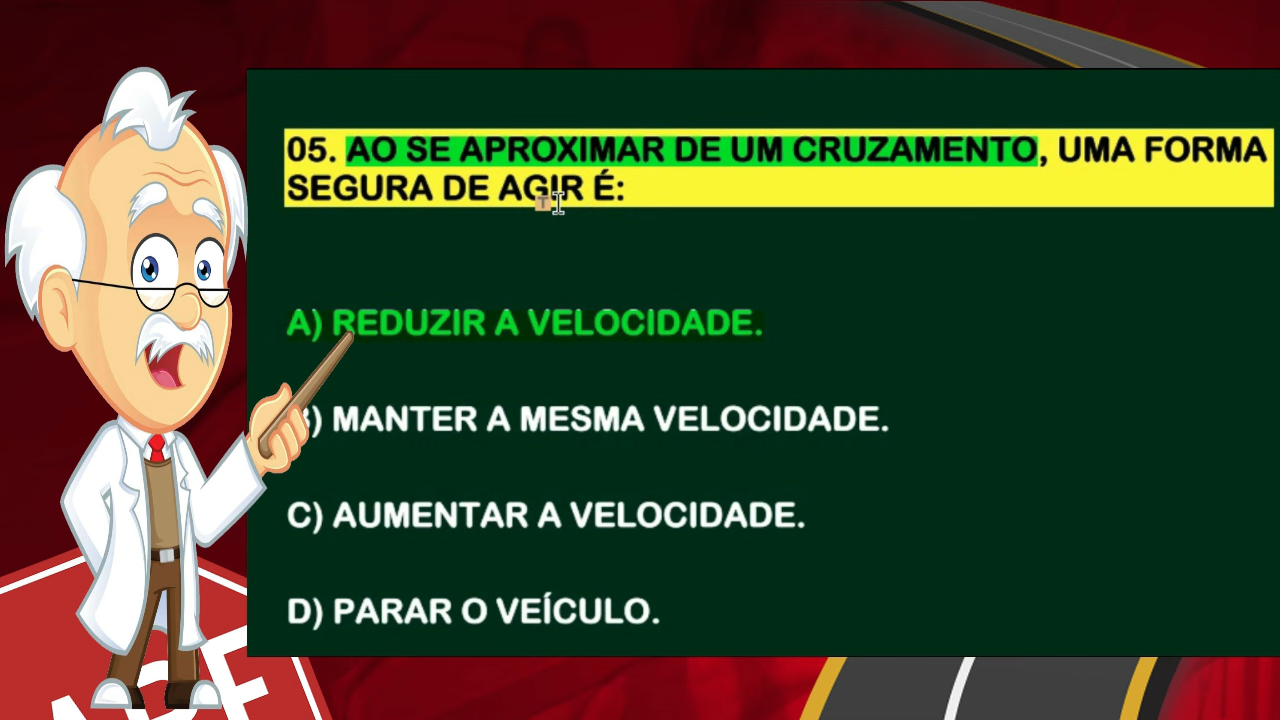 05. AO SE APROXIMAR DE UM CRUZAMENTO, UMA FORMA
SEGURA DE AGIR É:
A) REDUZIR A VELOCIDADE.
B) MANTER A MESMA VELOCIDADE.
C) AUMENTAR A VELOCIDADE.
D) PARAR O VEÍCULO.